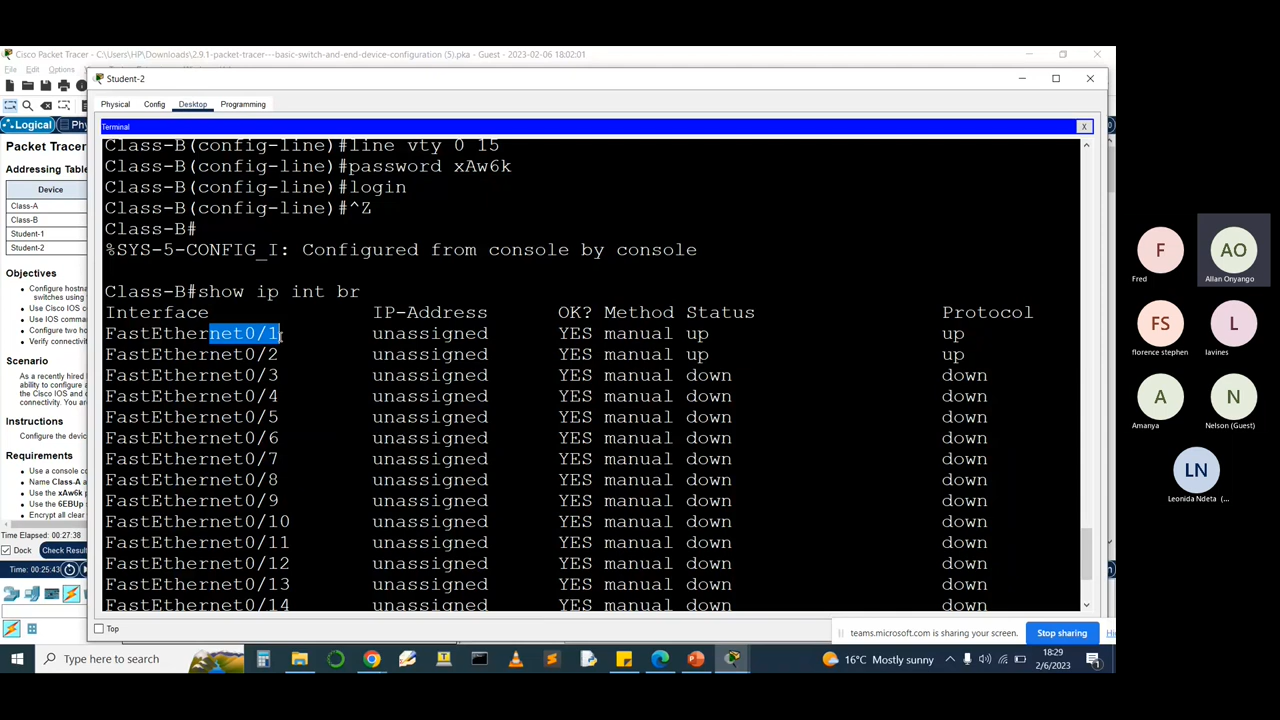 Cisco Packet Tracer - C:\Users\HP\Downloads\2.9.1-packet-tracer---basic-switch-and-end-device-configuration (5).pka - Guest - 2023-02-06 18:02:01
File Edit Options
Student-2
Physical Config Desktop Programming
Logical
Terminal X
Packet Tracer
Addressing Table
Device
Class-A
Class-B
Student-1
Student-2
Objectives
Configure hostna
switches using
Use Cisco IOS co
Use IOS comman
Configure two ho
Verify connectivit
Scenario
As a recently hired
ability to configure a
the Cisco IOS and
country. You are
Instructions
Configure the devic
Requirements
Use a console co
Name Class-A a
Use the xAw6k p
Use the 6EBUp s
Encrypt all clear
Time Elapsed: 00:27:38
Dock Check Results
Time: 00:25:43
Class-B(config-line)#line vty 0 15
Class-B(config-line)#password xAw6k
Class-B(config-line)#login
Class-B(config-line)#^Z
Class-B#
%SYS-5-CONFIG_I: Configured from console by console
Class-B#show ip int br
Interface IP-Address OK? Method Status Protocol
FastEthernet0/1 unassigned YES manual up up
FastEthernet0/2 unassigned YES manual up up
FastEthernet0/3 unassigned YES manual down down
FastEthernet0/4 unassigned YES manual down down
FastEthernet0/5 unassigned YES manual down down
FastEthernet0/6 unassigned YES manual down down
FastEthernet0/7 unassigned YES manual down down
FastEthernet0/8 unassigned YES manual down down
FastEthernet0/9 unassigned YES manual down down
FastEthernet0/10 unassigned YES manual down down
FastEthernet0/11 unassigned YES manual down down
FastEthernet0/12 unassigned YES manual down down
FastEthernet0/13 unassigned YES manual down down
FastEthernet0/14 unassigned YES manual down down
Top
teams.microsoft.com is sharing your screen. Stop sharing
Type here to search
16°C Mostly sunny
18:29
2/6/2023
F
Fred
AO
Allan Onyango
FS
florence stephen
L
lavines
A
Amanya
N
Nelson (Guest)
LN
Leonida Ndeta (...